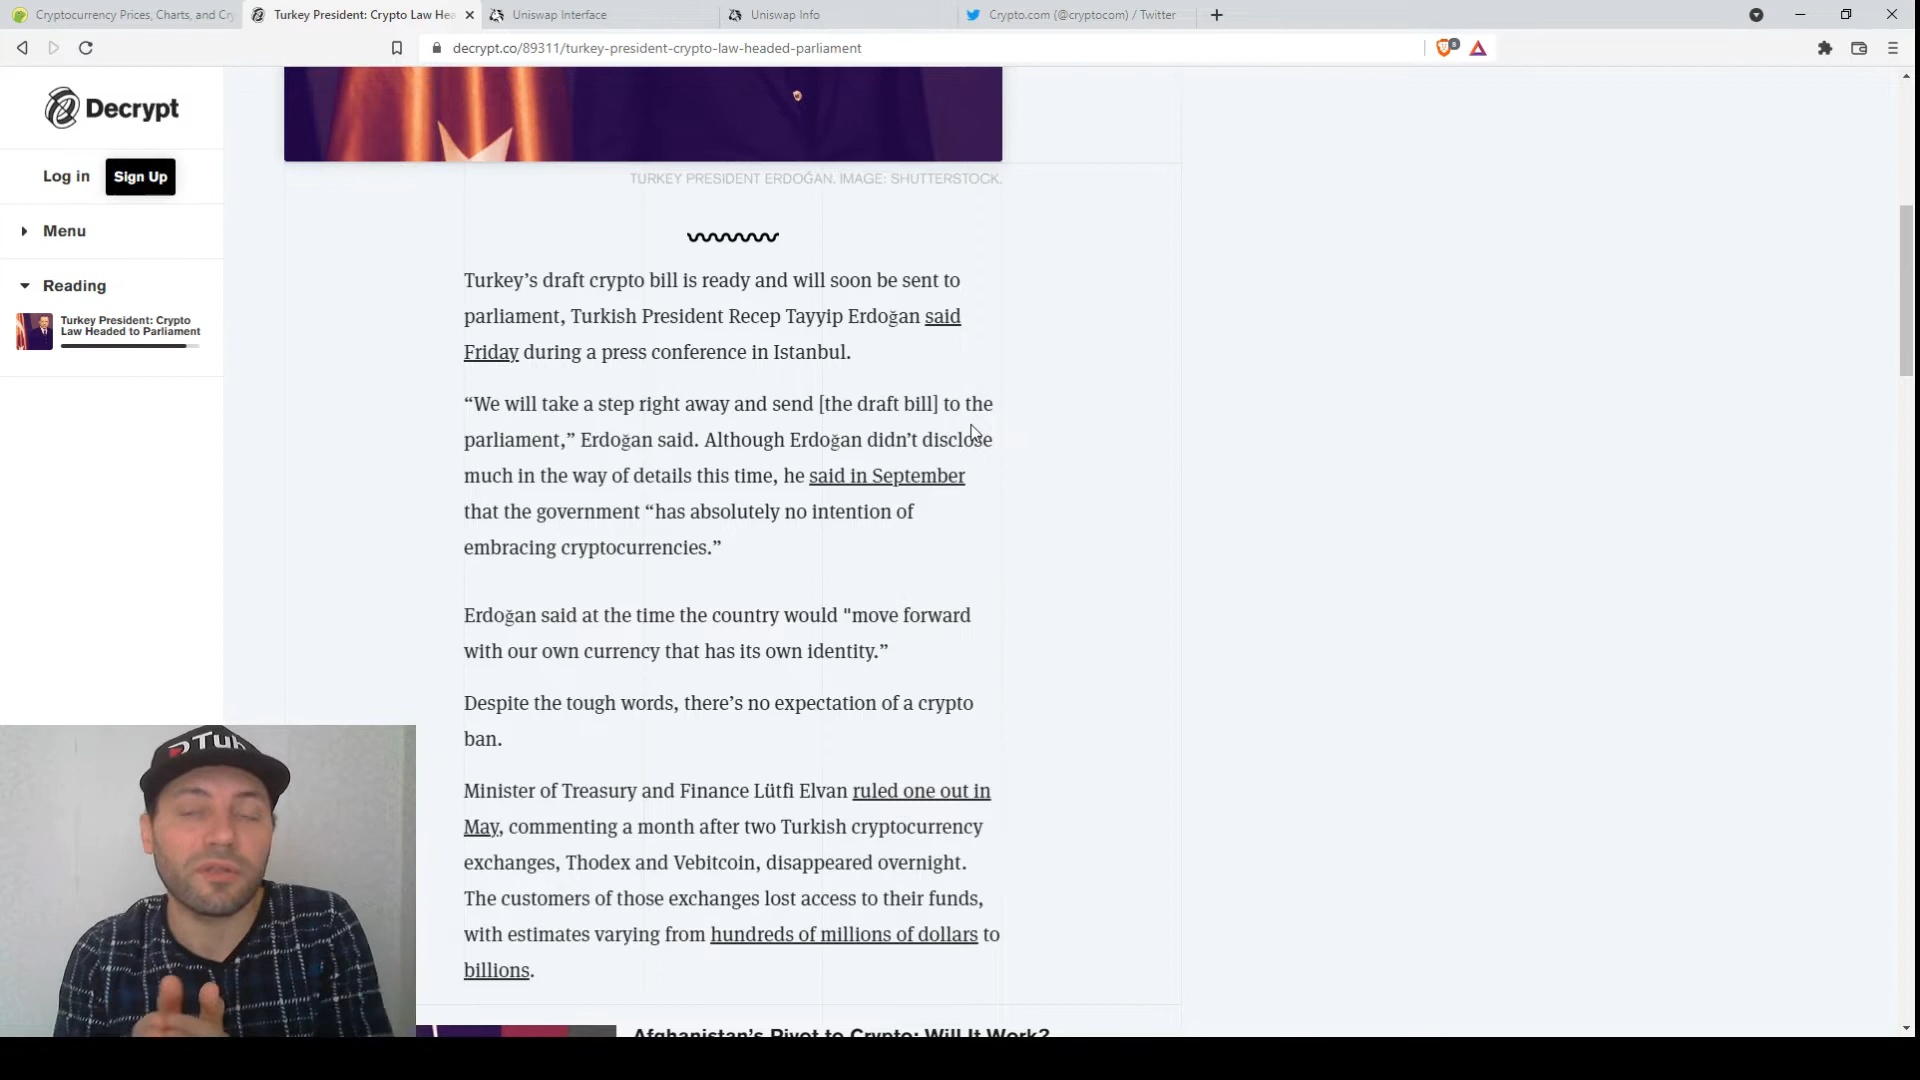 Cryptocurrency Prices, Charts, and Cry
Turkey President: Crypto Law Hea
Uniswap Interface
Uniswap Info
Crypto.com (@cryptocom) / Twitter
decrypt.co/89311/turkey-president-crypto-law-headed-parliament
8
Decrypt
Log in
Sign Up
Menu
Reading
Turkey President: Crypto
Law Headed to Parliament
TURKEY PRESIDENT ERDOĞAN. IMAGE: SHUTTERSTOCK.
Turkey’s draft crypto bill is ready and will soon be sent to
parliament, Turkish President Recep Tayyip Erdoğan said
Friday during a press conference in Istanbul.
“We will take a step right away and send [the draft bill] to the
parliament,” Erdoğan said. Although Erdoğan didn’t disclose
much in the way of details this time, he said in September
that the government “has absolutely no intention of
embracing cryptocurrencies.”
Erdoğan said at the time the country would "move forward
with our own currency that has its own identity.”
Despite the tough words, there’s no expectation of a crypto
ban.
Minister of Treasury and Finance Lütfi Elvan ruled one out in
May, commenting a month after two Turkish cryptocurrency
exchanges, Thodex and Vebitcoin, disappeared overnight.
The customers of those exchanges lost access to their funds,
with estimates varying from hundreds of millions of dollars to
billions.
Afghanistan’s Pivot to Crypto: Will It Work?
DTub